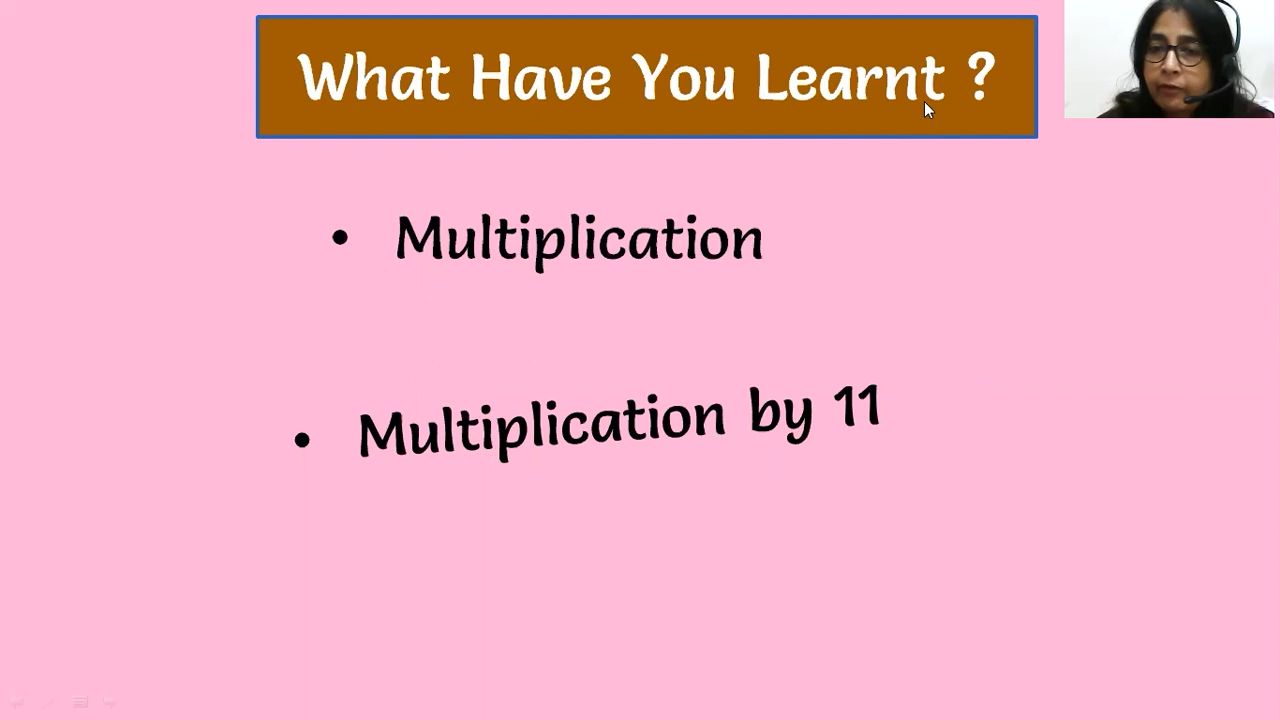 What Have You Learnt ?
• Multiplication
• Multiplication by 11